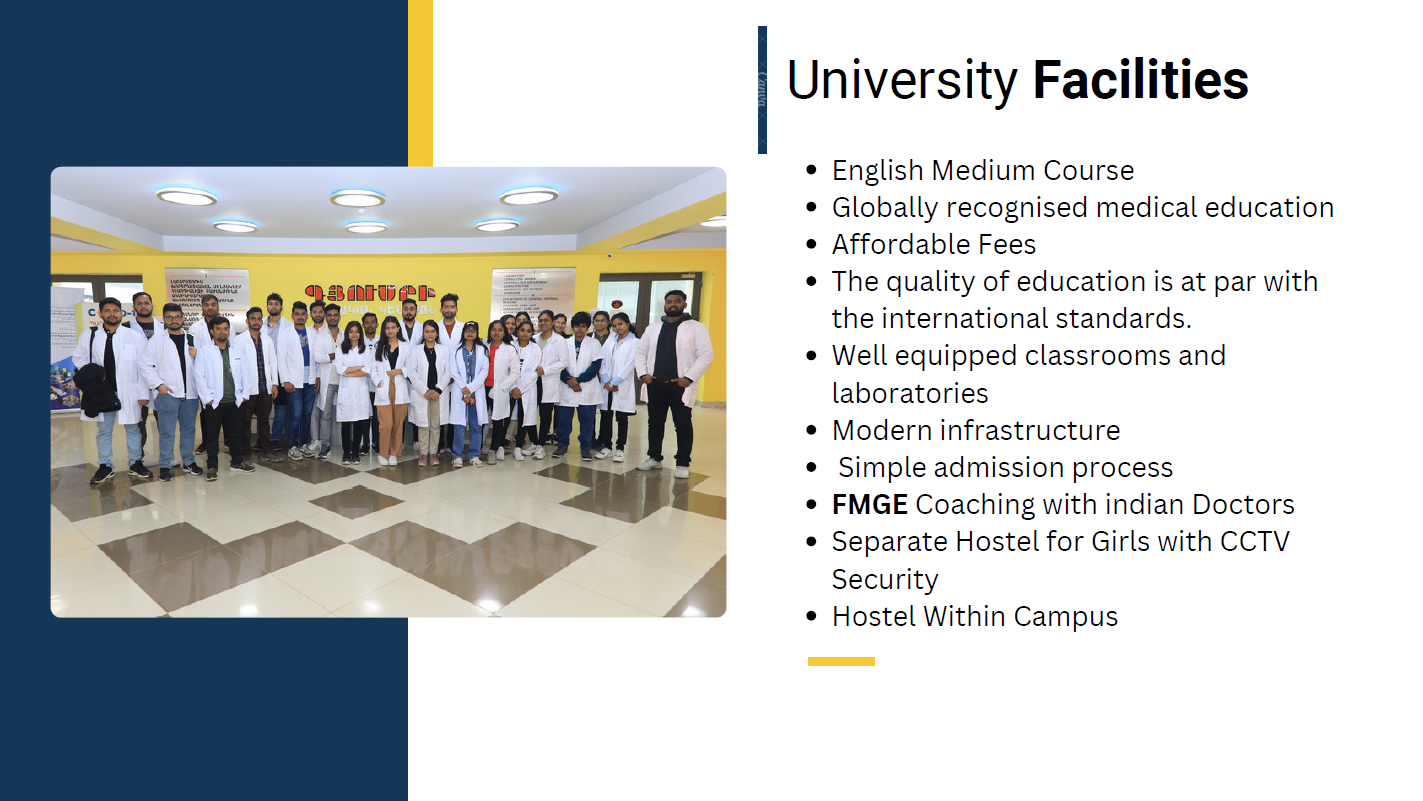 University Facilities
Canva
• English Medium Course
• Globally recognised medical education
• Affordable Fees
• The quality of education is at par with
the international standards.
• Well equipped classrooms and
laboratories
• Modern infrastructure
• Simple admission process
• FMGE Coaching with indian Doctors
• Separate Hostel for Girls with CCTV
Security
• Hostel Within Campus
ԳՅՈՒՄՐԻ